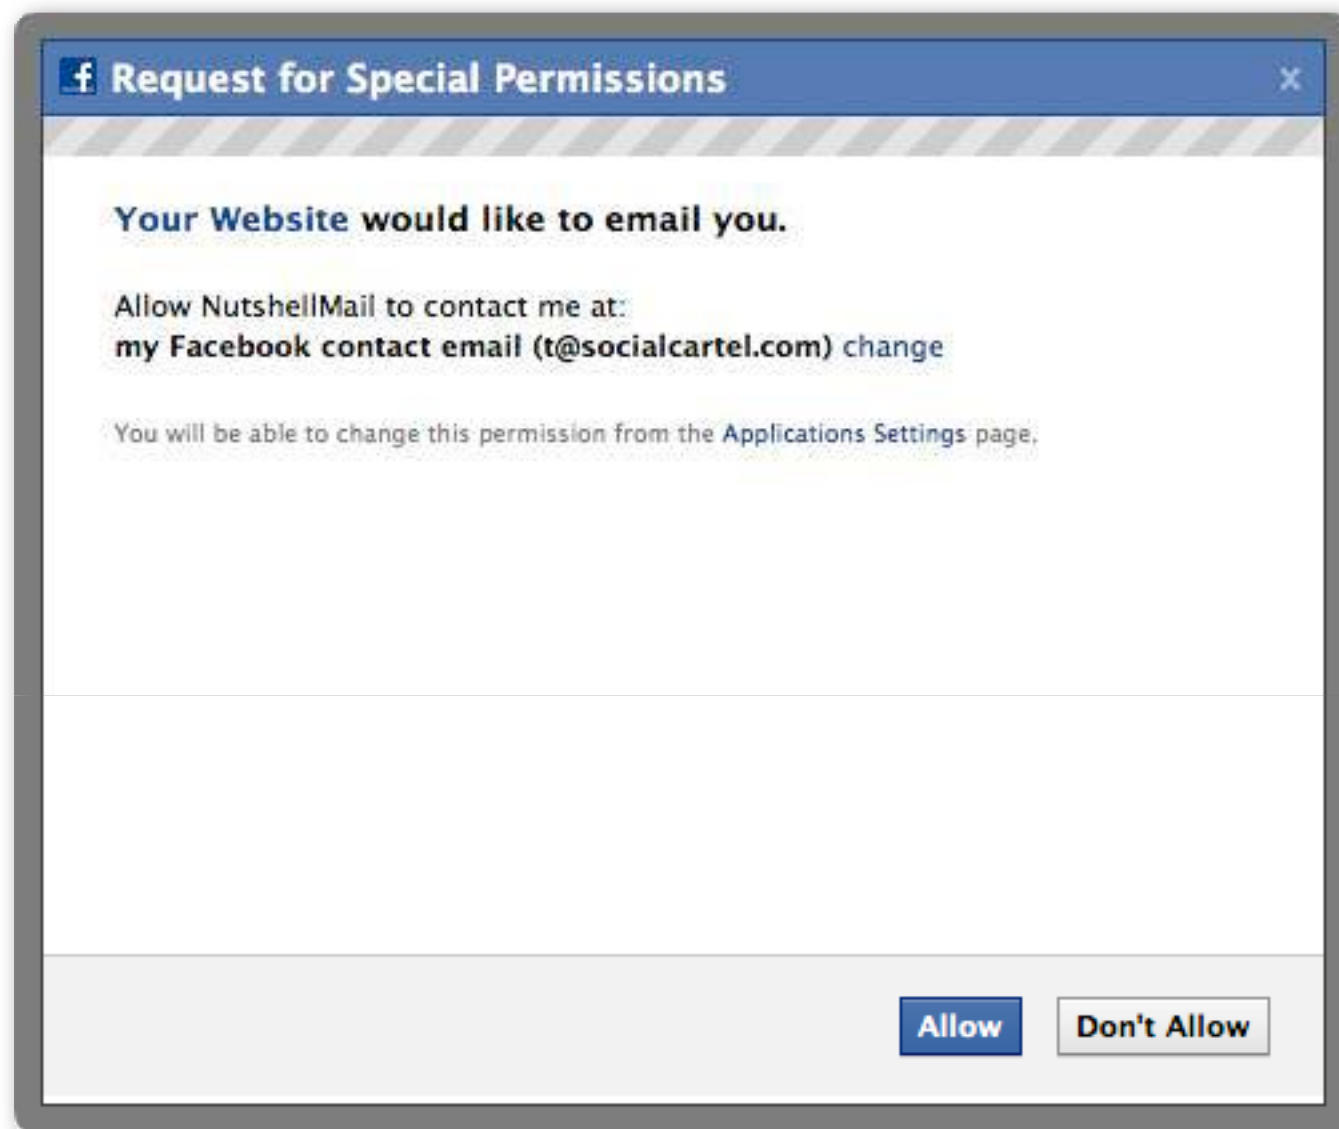 f Request for Special Permissions x
Your Website would like to email you.
Allow NutshellMail to contact me at:
my Facebook contact email (t@socialcartel.com) change
You will be able to change this permission from the Applications Settings page.
Allow Don't Allow